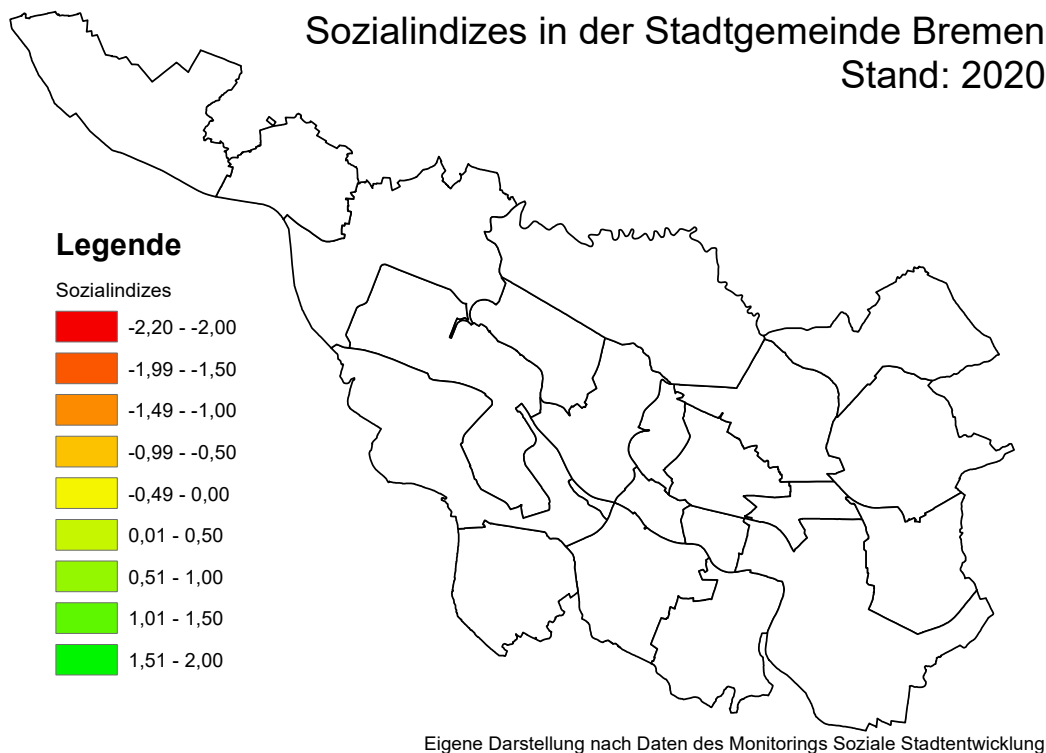 Sozialindizes in der Stadtgemeinde Bremen
Stand: 2020
Legende
Sozialindizes
-2,20 - -2,00
-1,99 - -1,50
-1,49 - -1,00
-0,99 - -0,50
-0,49 - 0,00
0,01 - 0,50
0,51 - 1,00
1,01 - 1,50
1,51 - 2,00
Eigene Darstellung nach Daten des Monitorings Soziale Stadtentwicklung